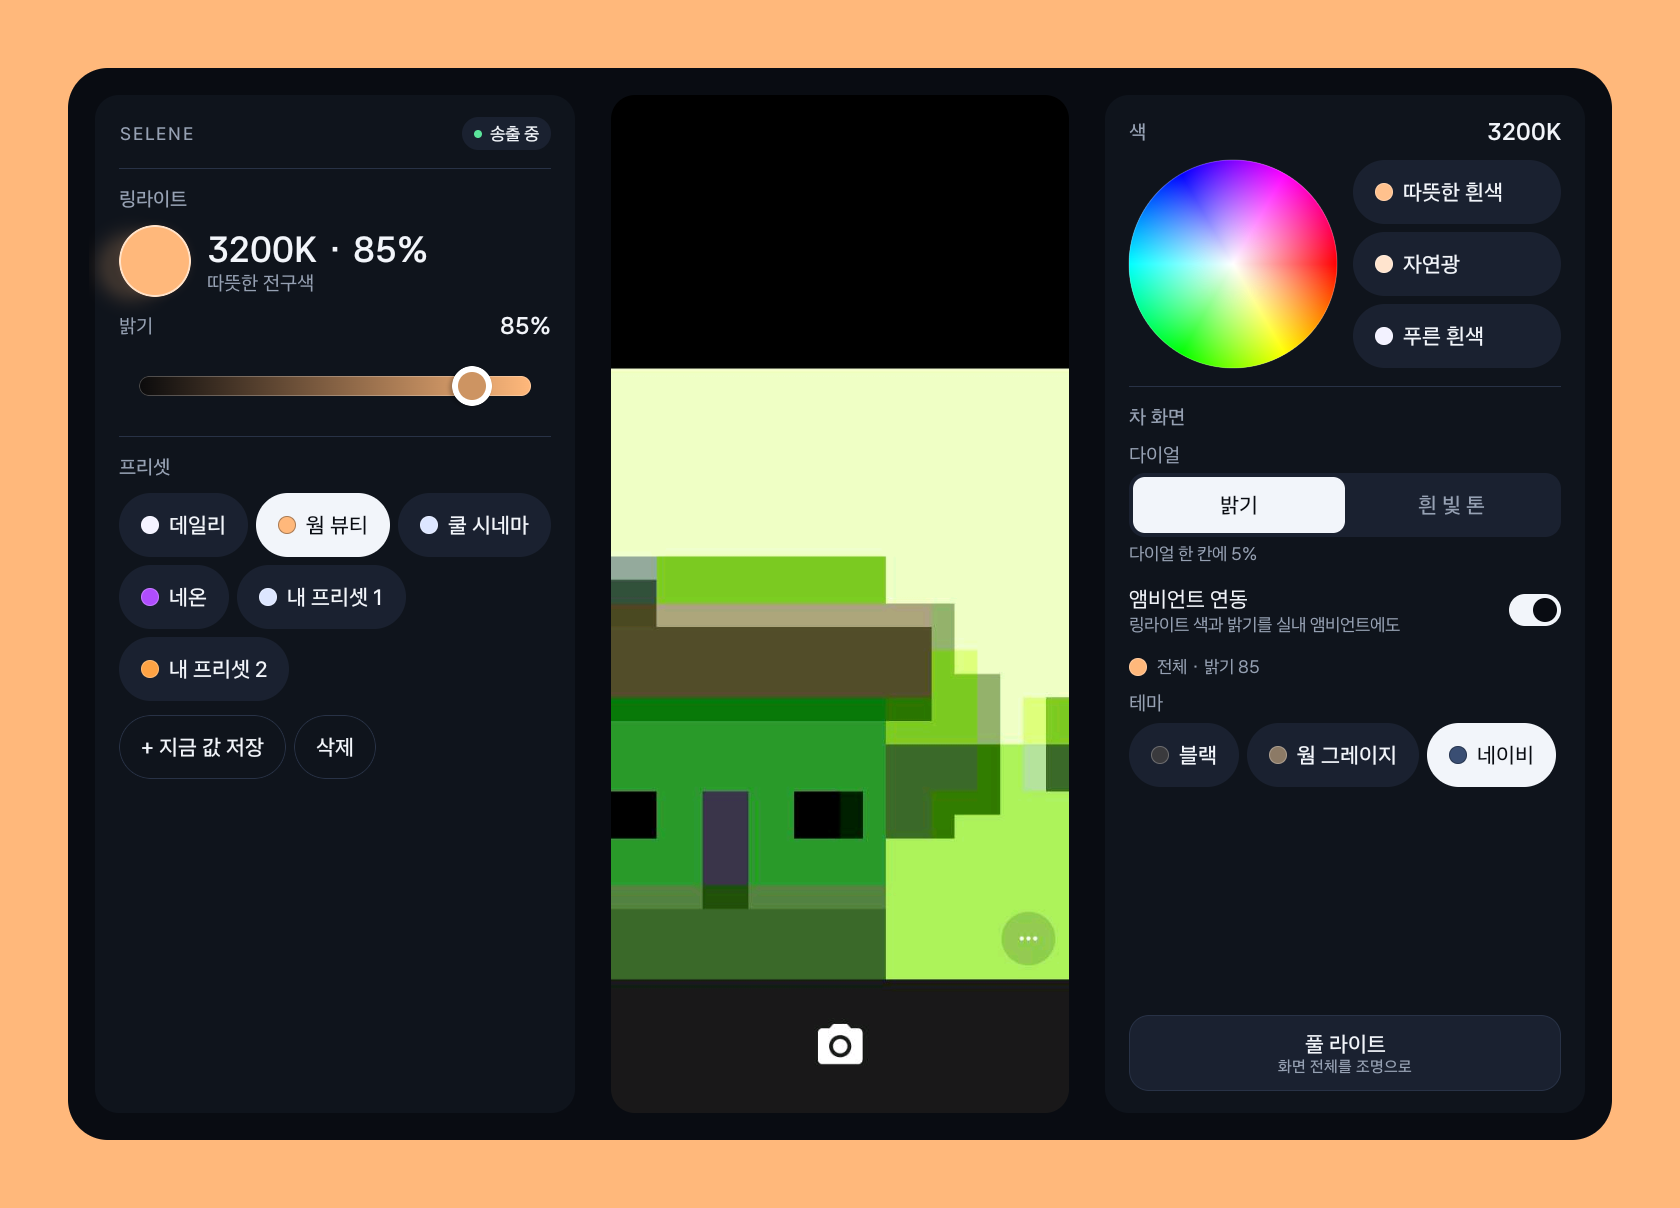 SELENE
송출 중
링라이트
3200K · 85%
따뜻한 전구색
밝기
85%
프리셋
데일리
웜 뷰티
쿨 시네마
네온
내 프리셋 1
내 프리셋 2
+ 지금 값 저장
삭제
색
3200K
따뜻한 흰색
자연광
푸른 흰색
차 화면
다이얼
밝기
흰 빛 톤
다이얼 한 칸에 5%
앰비언트 연동
링라이트 색과 밝기를 실내 앰비언트에도
전체 · 밝기 85
테마
블랙
웜 그레이지
네이비
풀 라이트
화면 전체를 조명으로